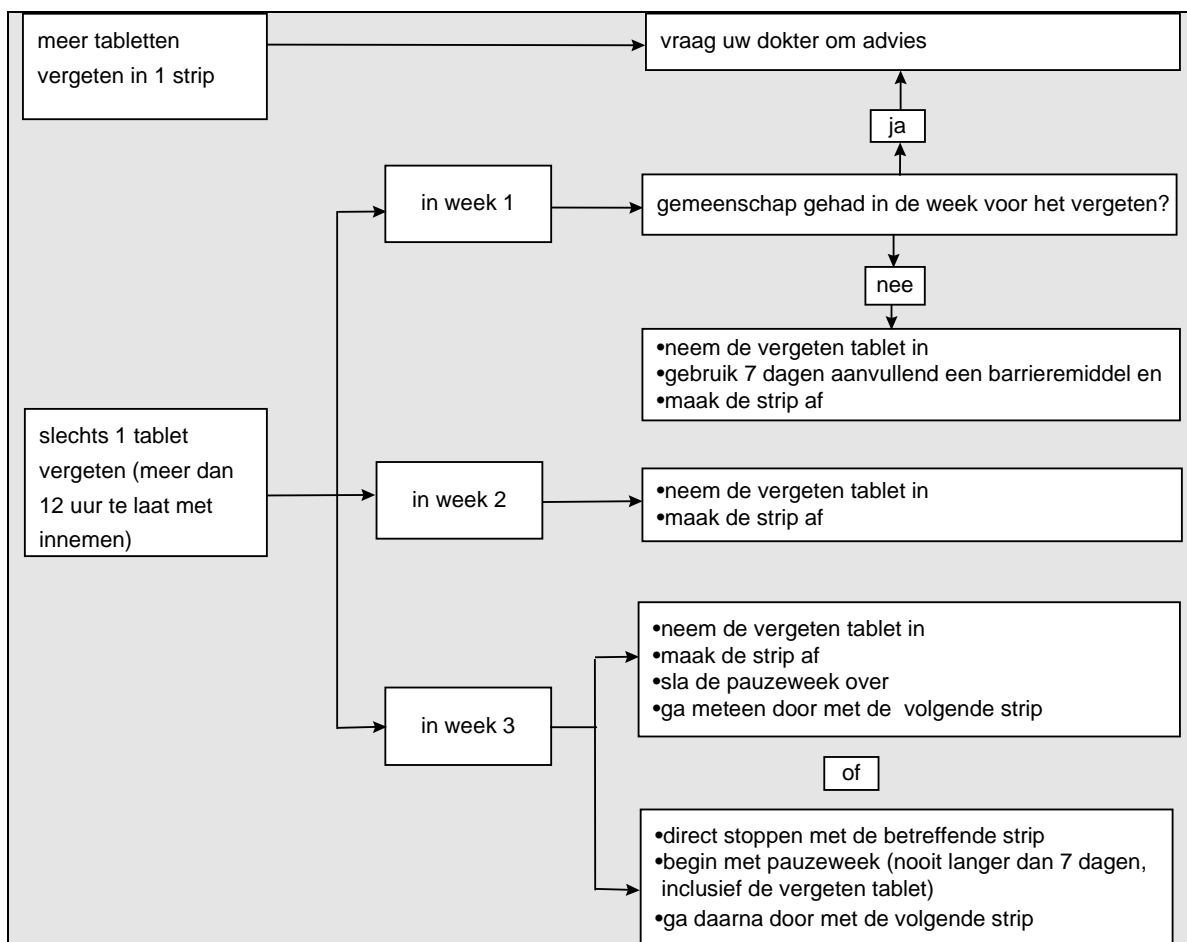 meer tabletten
vergeten in 1 strip
vraag uw dokter om advies
ja
in week 1
gemeenschap gehad in de week voor het vergeten?
nee
•neem de vergeten tablet in
•gebruik 7 dagen aanvullend een barrieremiddel en
•maak de strip af
slechts 1 tablet
vergeten (meer dan
12 uur te laat met
innemen)
in week 2
•neem de vergeten tablet in
•maak de strip af
in week 3
•neem de vergeten tablet in
•maak de strip af
•sla de pauzeweek over
•ga meteen door met de volgende strip
of
•direct stoppen met de betreffende strip
•begin met pauzeweek (nooit langer dan 7 dagen,
inclusief de vergeten tablet)
•ga daarna door met de volgende strip